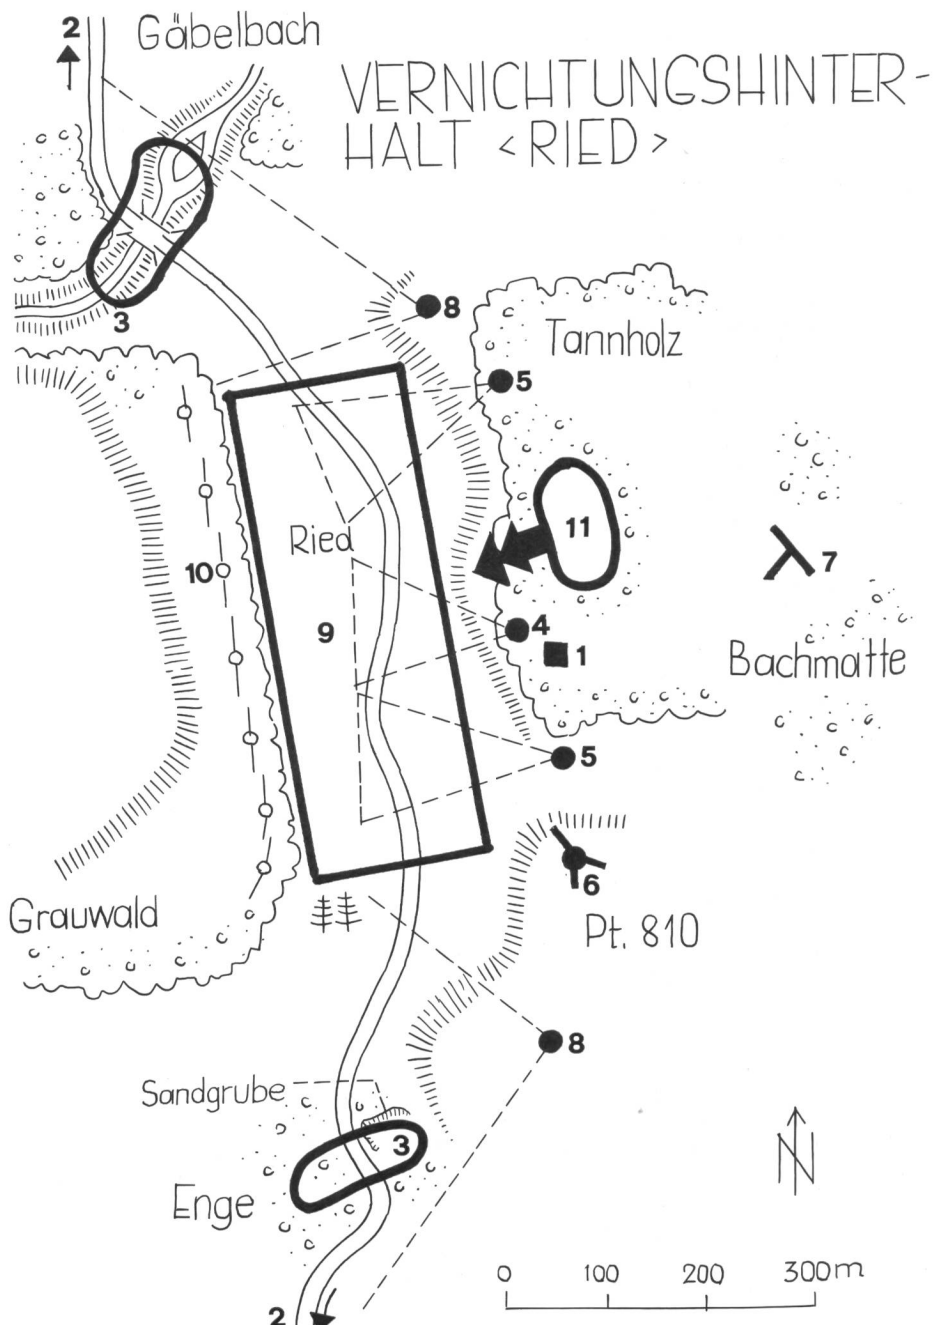 2
Gäbelbach
VERNICHTUNGSHINTER-
HALT <RIED>
3
8
Tannholz
5
11
Ried
10
7
9
4
1
Bachmatte
5
6
Grauwald
Pt. 810
8
Sandgrube
3
N
Enge
0 100 200 300m
2